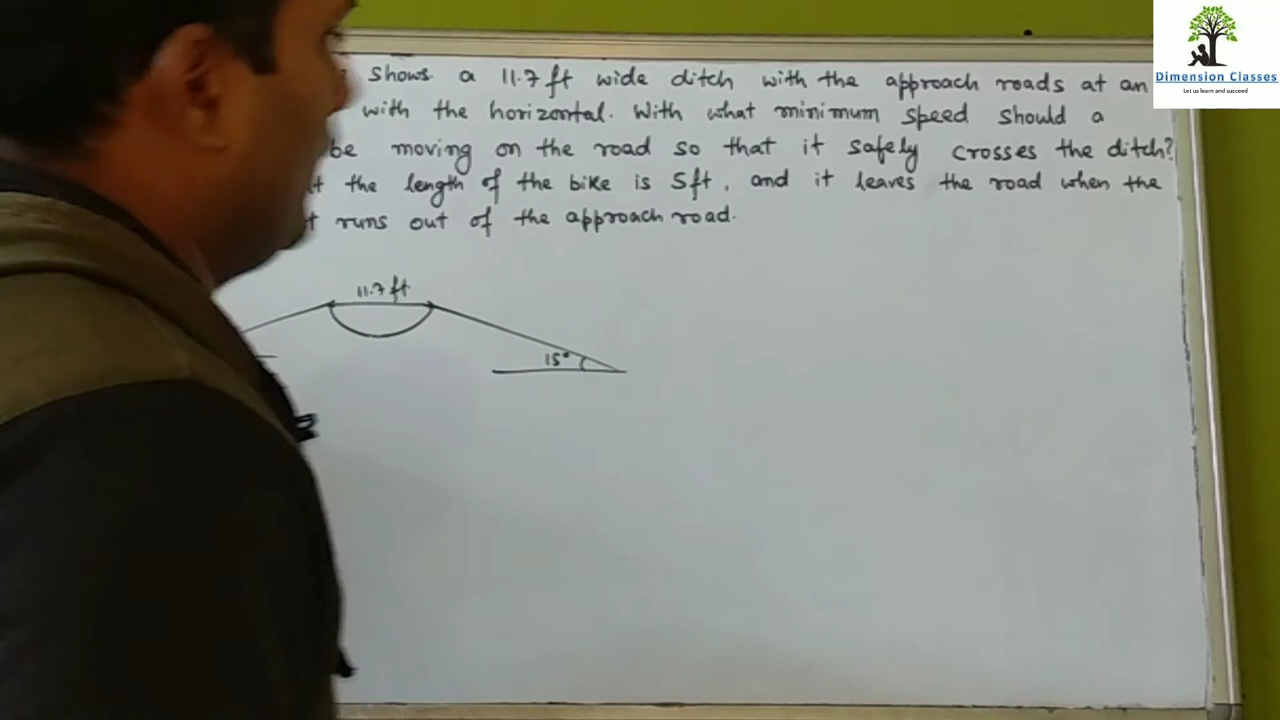 shows a 11.7 ft wide ditch with the approach roads at an
with the horizontal. With what minimum speed should a
be moving on the road so that it safely crosses the ditch?
the length of the bike is 5ft, and it leaves the road when the
runs out of the approach road.
11.7 ft
15°
Dimension Classes
Let us learn and succeed